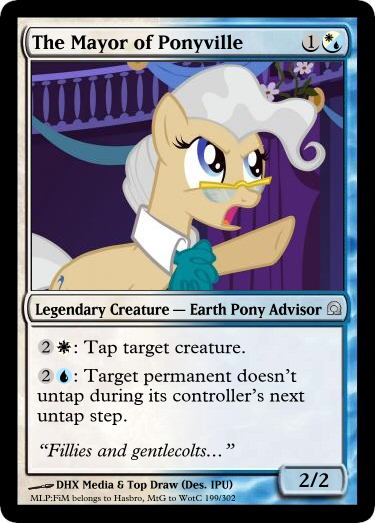 The Mayor of Ponyville 1
Legendary Creature — Earth Pony Advisor
2: Tap target creature.
2: Target permanent doesn't
untap during its controller's next
untap step.
“Fillies and gentlecolts…”
DHX Media & Top Draw (Des. IPU)
MLP:FiM belongs to Hasbro, MtG to WotC 199/302
2/2